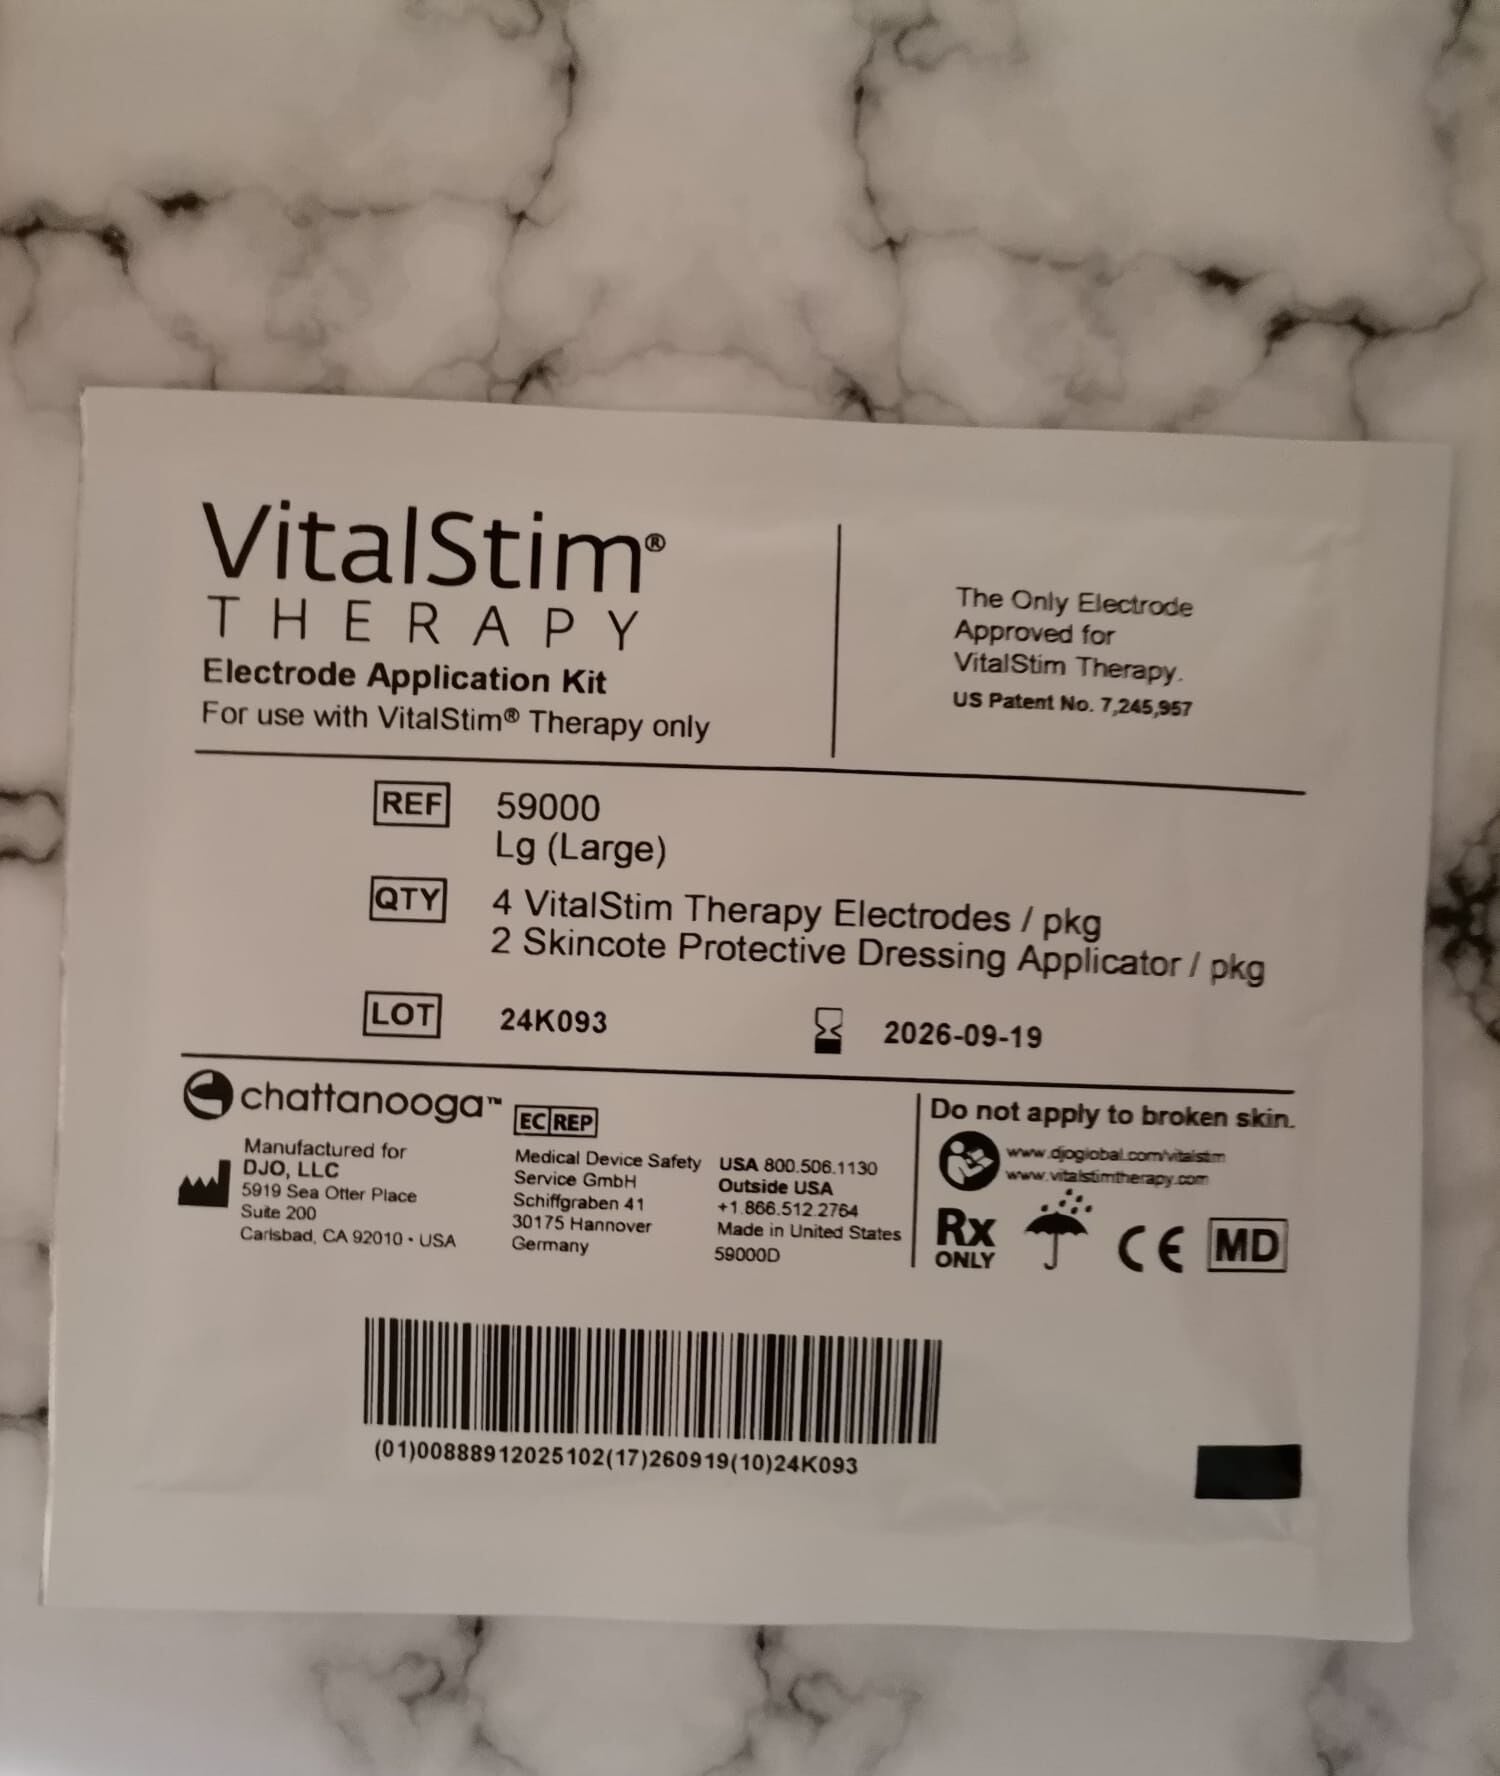 VitalStim®
THERAPY
Electrode Application Kit
For use with VitalStim® Therapy only
The Only Electrode
Approved for
VitalStim Therapy.
US Patent No. 7,245,957
REF 59000
Lg (Large)
QTY 4 VitalStim Therapy Electrodes / pkg
2 Skincote Protective Dressing Applicator / pkg
LOT 24K093 2026-09-19
chattanooga™
Manufactured for
DJO, LLC
5919 Sea Otter Place
Suite 200
Carlsbad, CA 92010 • USA
EC REP
Medical Device Safety
Service GmbH
Schiffgraben 41
30175 Hannover
Germany
USA 800.506.1130
Outside USA
+1.866.512.2764
Made in United States
59000D
Do not apply to broken skin.
www.djoglobal.com/vitalstim
www.vitalstimtherapy.com
Rx
ONLY
CE MD
(01)00888912025102(17)260919(10)24K093